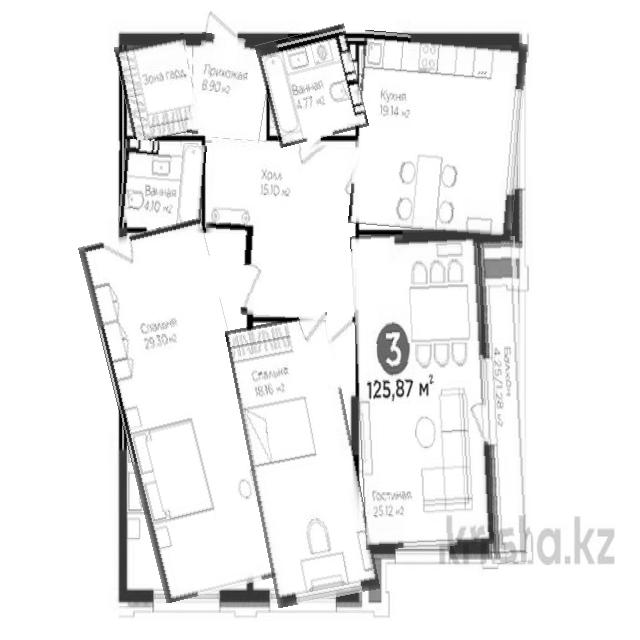 Зона гард.
Прихожая
8.90 м2
Ванная
4.77 м2
Кухня
19.14 м2
Ванная
4.10 м2
Холл
15.10 м2
Спальня
29.30 м2
Спальня
18.16 м2
3
125,87 м²
Балкон
4.25/1.28 м2
Гостиная
25.12 м2
krisha.kz